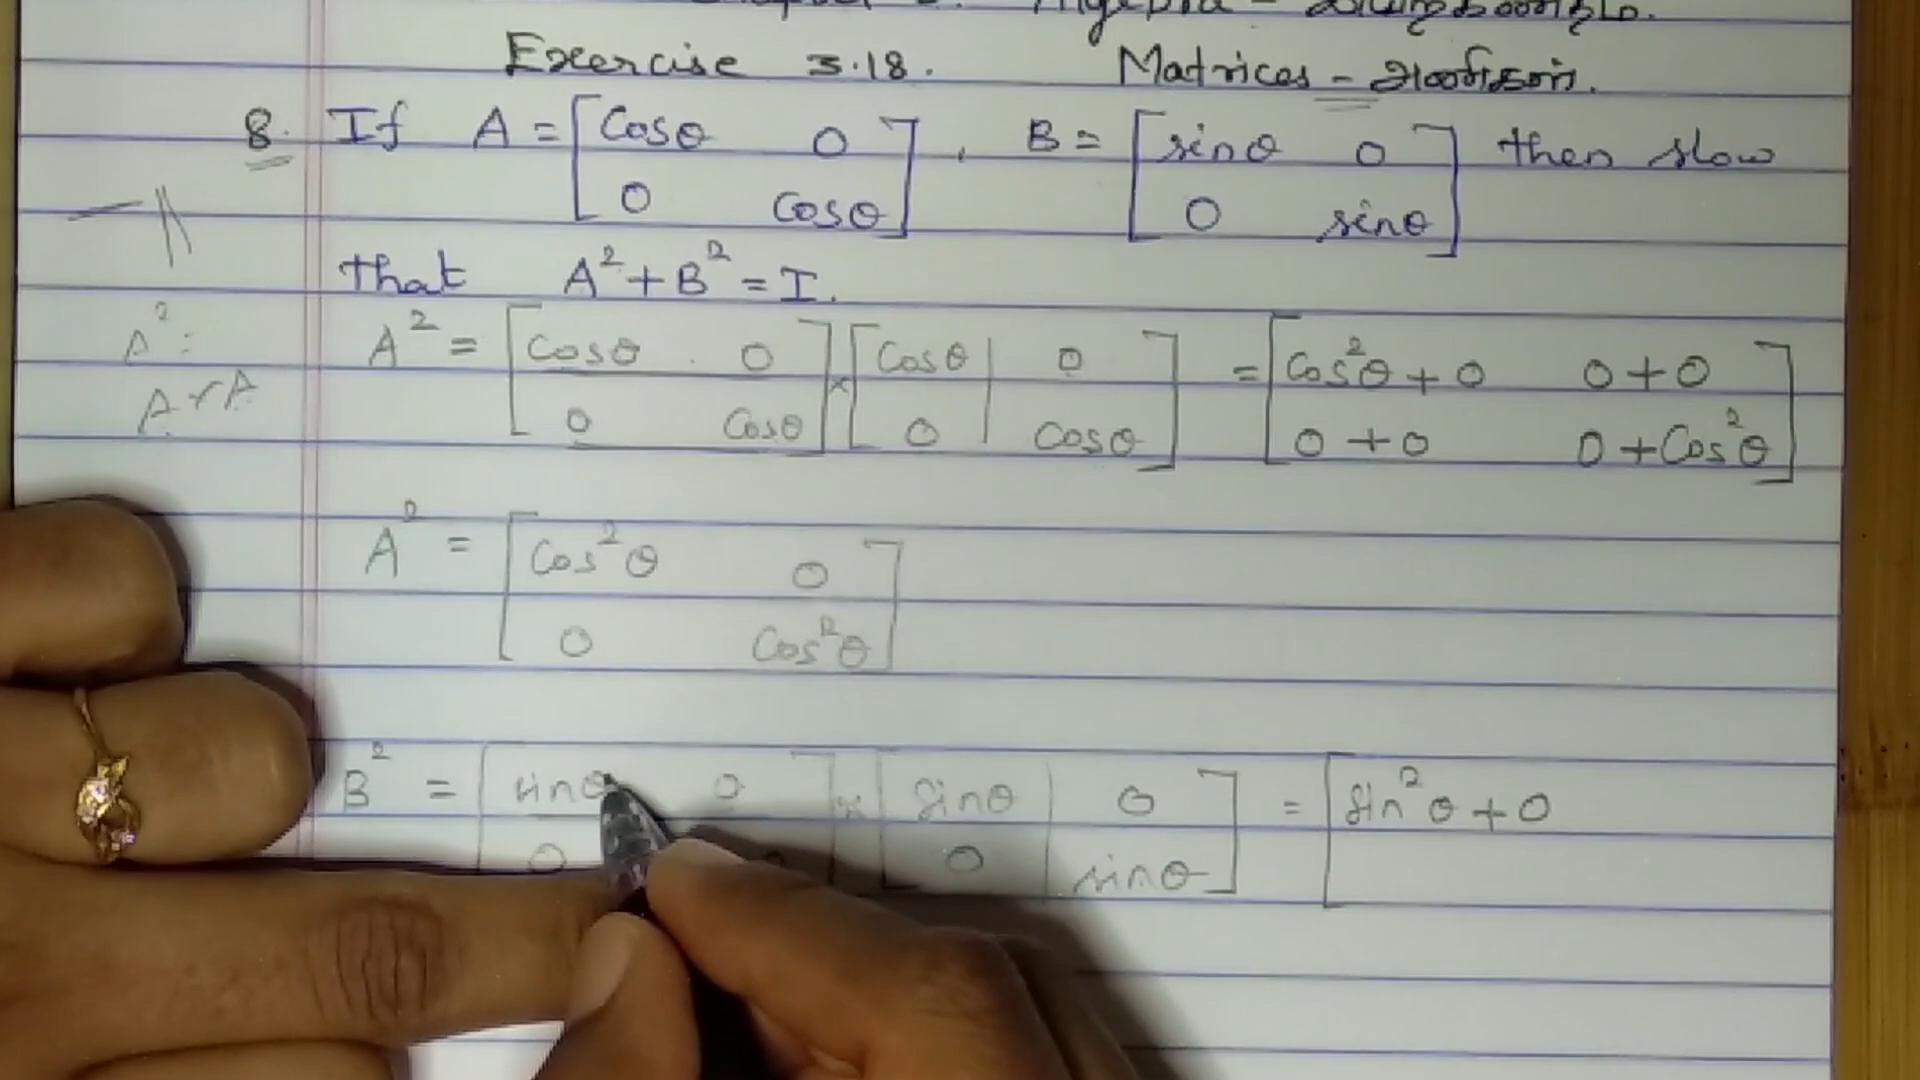 Exercise 3.18. Matrices - அணிகள்.
8. If A = [cosθ 0
0 cosθ], B = [sinθ 0
0 sinθ] then slow
that A² + B² = I.
A² = A × A
A² = [cosθ 0
0 cosθ] × [cosθ 0
0 cosθ] = [cos²θ + 0 0 + 0
0 + 0 0 + cos²θ]
A² = [cos²θ 0
0 cos²θ]
B² = [sinθ 0
0] × [sinθ 0
0 sinθ] = [sin²θ + 0